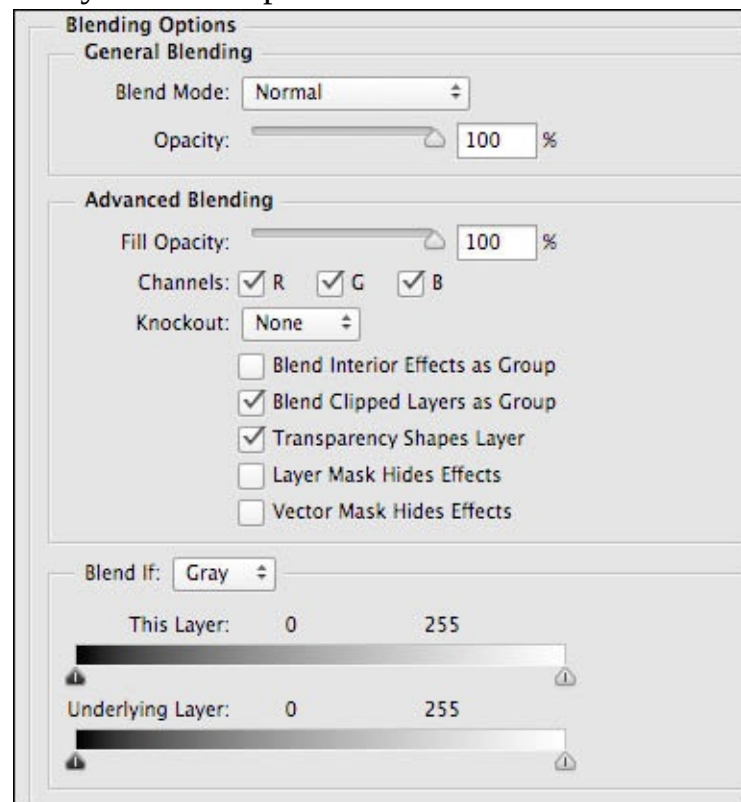 Blending Options
General Blending
Blend Mode: Normal
Opacity: 100 %
Advanced Blending
Fill Opacity: 100 %
Channels: R G B
Knockout: None
Blend Interior Effects as Group
Blend Clipped Layers as Group
Transparency Shapes Layer
Layer Mask Hides Effects
Vector Mask Hides Effects
Blend If: Gray
This Layer: 0 255
Underlying Layer: 0 255